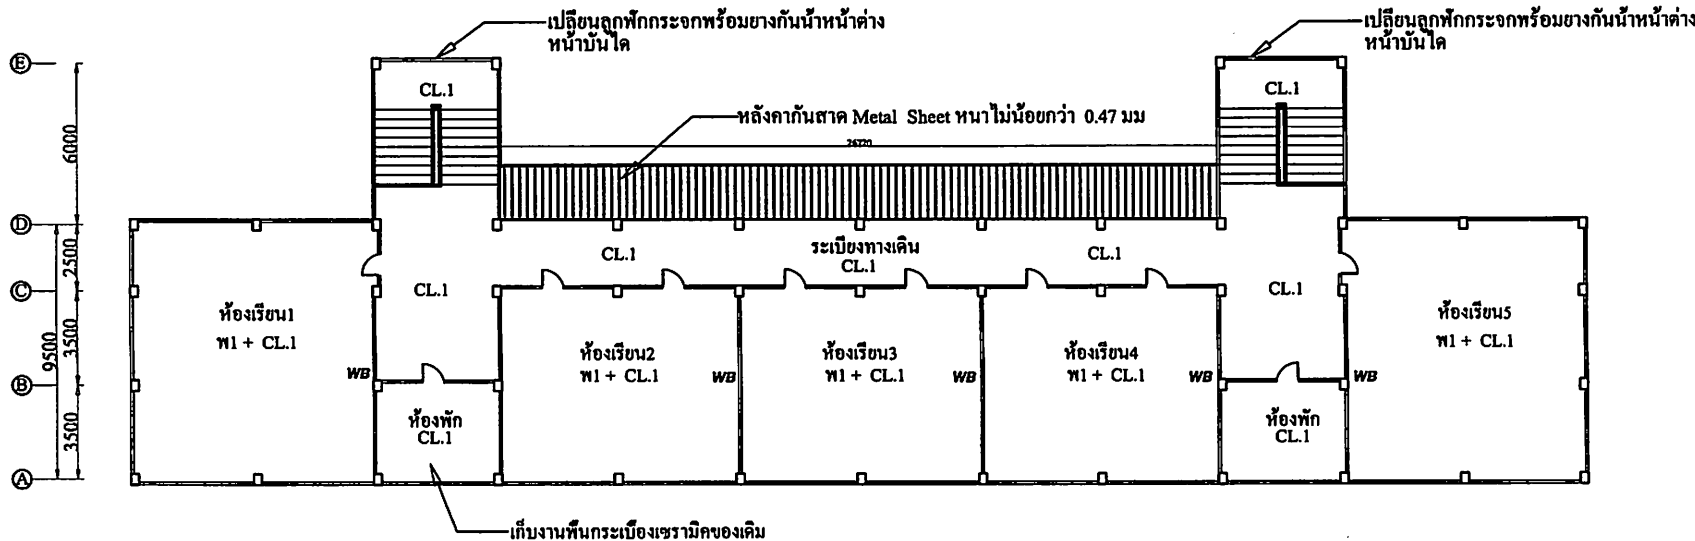 เปลี่ยนลูกฟักกระจกพร้อมยางกันน้ำหน้าต่าง
หน้าบันได
เปลี่ยนลูกฟักกระจกพร้อมยางกันน้ำหน้าต่าง
หน้าบันได
E
CL.1
CL.1
หลังคากันสาด Metal Sheet หนาไม่น้อยกว่า 0.47 มม
6000
D
2500
CL.1
ระเบียงทางเดิน
CL.1
CL.1
C
CL.1
CL.1
ห้องเรียน1
พ1 + CL.1
ห้องเรียน5
พ1 + CL.1
9500
3500
ห้องเรียน2
พ1 + CL.1
ห้องเรียน3
พ1 + CL.1
ห้องเรียน4
พ1 + CL.1
WB
WB
WB
WB
WB
B
3500
ห้องพัก
CL.1
ห้องพัก
CL.1
A
เก็บงานพื้นกระเบื้องเซรามิคของเดิม